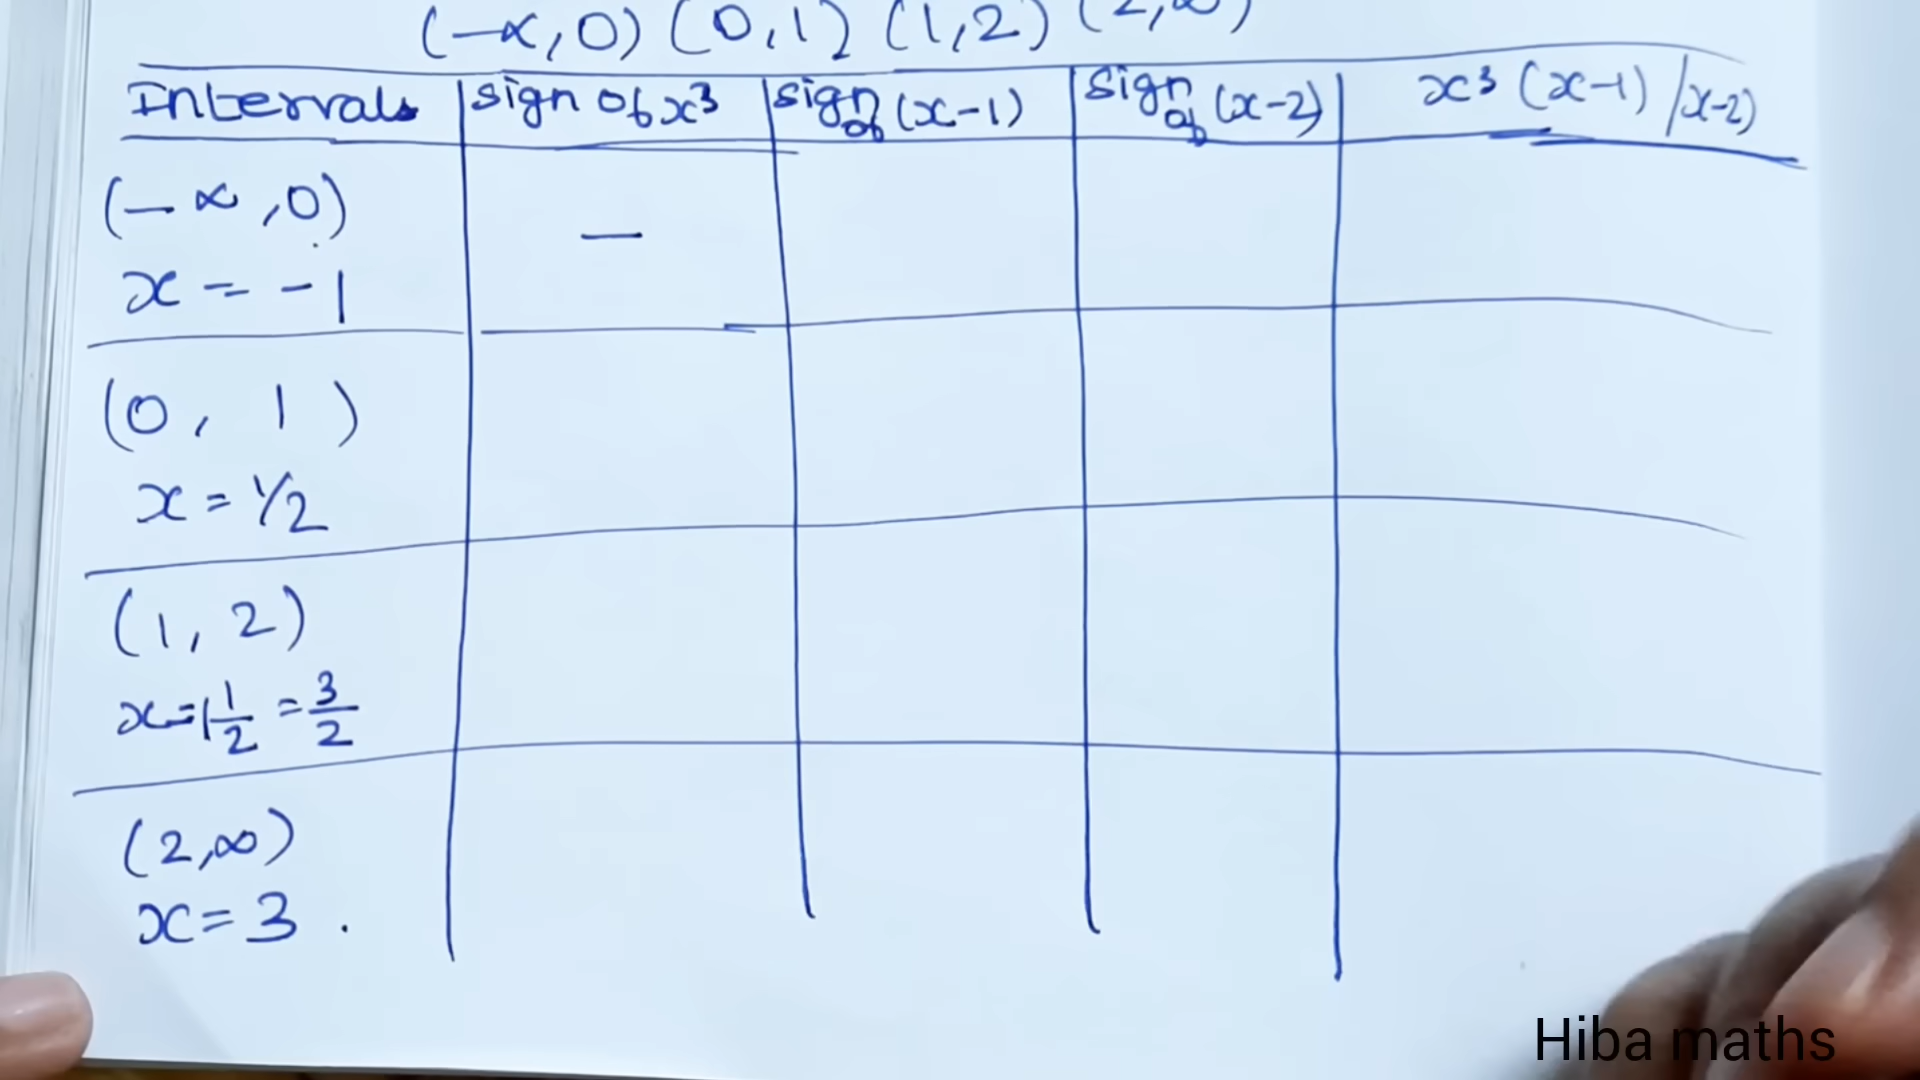 (-∝, 0) (0, 1) (1, 2) (2, ∞)
Intervals | sign of x³ | sign of (x-1) | sign of (x-2) | x³ (x-1) / x-2)
(- ∝ , 0) —
x = -1
(0, 1 )
x = 1/2
(1, 2)
x = 1 1/2 = 3/2
(2, ∞)
x = 3 .
Hiba maths